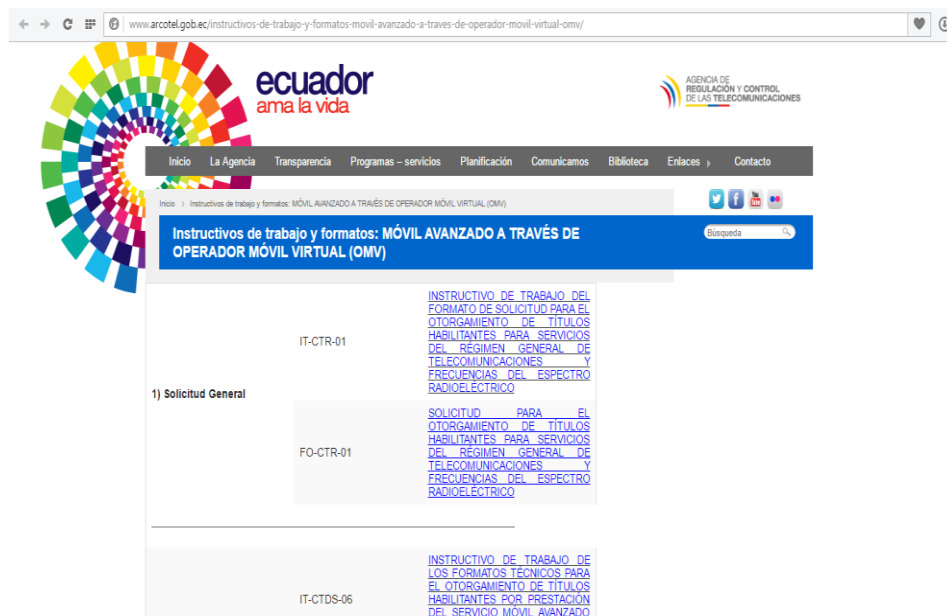 www.arcotel.gob.ec/instructivos-de-trabajo-y-formatos-movil-avanzado-a-traves-de-operador-movil-virtual-omv/
ecuador
ama la vida
AGENCIA DE
REGULACIÓN Y CONTROL
DE LAS TELECOMUNICACIONES
Inicio La Agencia Transparencia Programas – servicios Planificación Comunicamos Biblioteca Enlaces Contacto
Inicio › Instructivos de trabajo y formatos: MÓVIL AVANZADO A TRAVÉS DE OPERADOR MÓVIL VIRTUAL (OMV)
Instructivos de trabajo y formatos: MÓVIL AVANZADO A TRAVÉS DE
OPERADOR MÓVIL VIRTUAL (OMV)
Búsqueda
1) Solicitud General
IT-CTR-01
INSTRUCTIVO DE TRABAJO DEL
FORMATO DE SOLICITUD PARA EL
OTORGAMIENTO DE TÍTULOS
HABILITANTES PARA SERVICIOS
DEL RÉGIMEN GENERAL DE
TELECOMUNICACIONES Y
FRECUENCIAS DEL ESPECTRO
RADIOELÉCTRICO
FO-CTR-01
SOLICITUD PARA EL
OTORGAMIENTO DE TÍTULOS
HABILITANTES PARA SERVICIOS
DEL RÉGIMEN GENERAL DE
TELECOMUNICACIONES Y
FRECUENCIAS DEL ESPECTRO
RADIOELÉCTRICO
IT-CTDS-06
INSTRUCTIVO DE TRABAJO DE
LOS FORMATOS TÉCNICOS PARA
EL OTORGAMIENTO DE TÍTULOS
HABILITANTES POR PRESTACIÓN
DEL SERVICIO MÓVIL AVANZADO